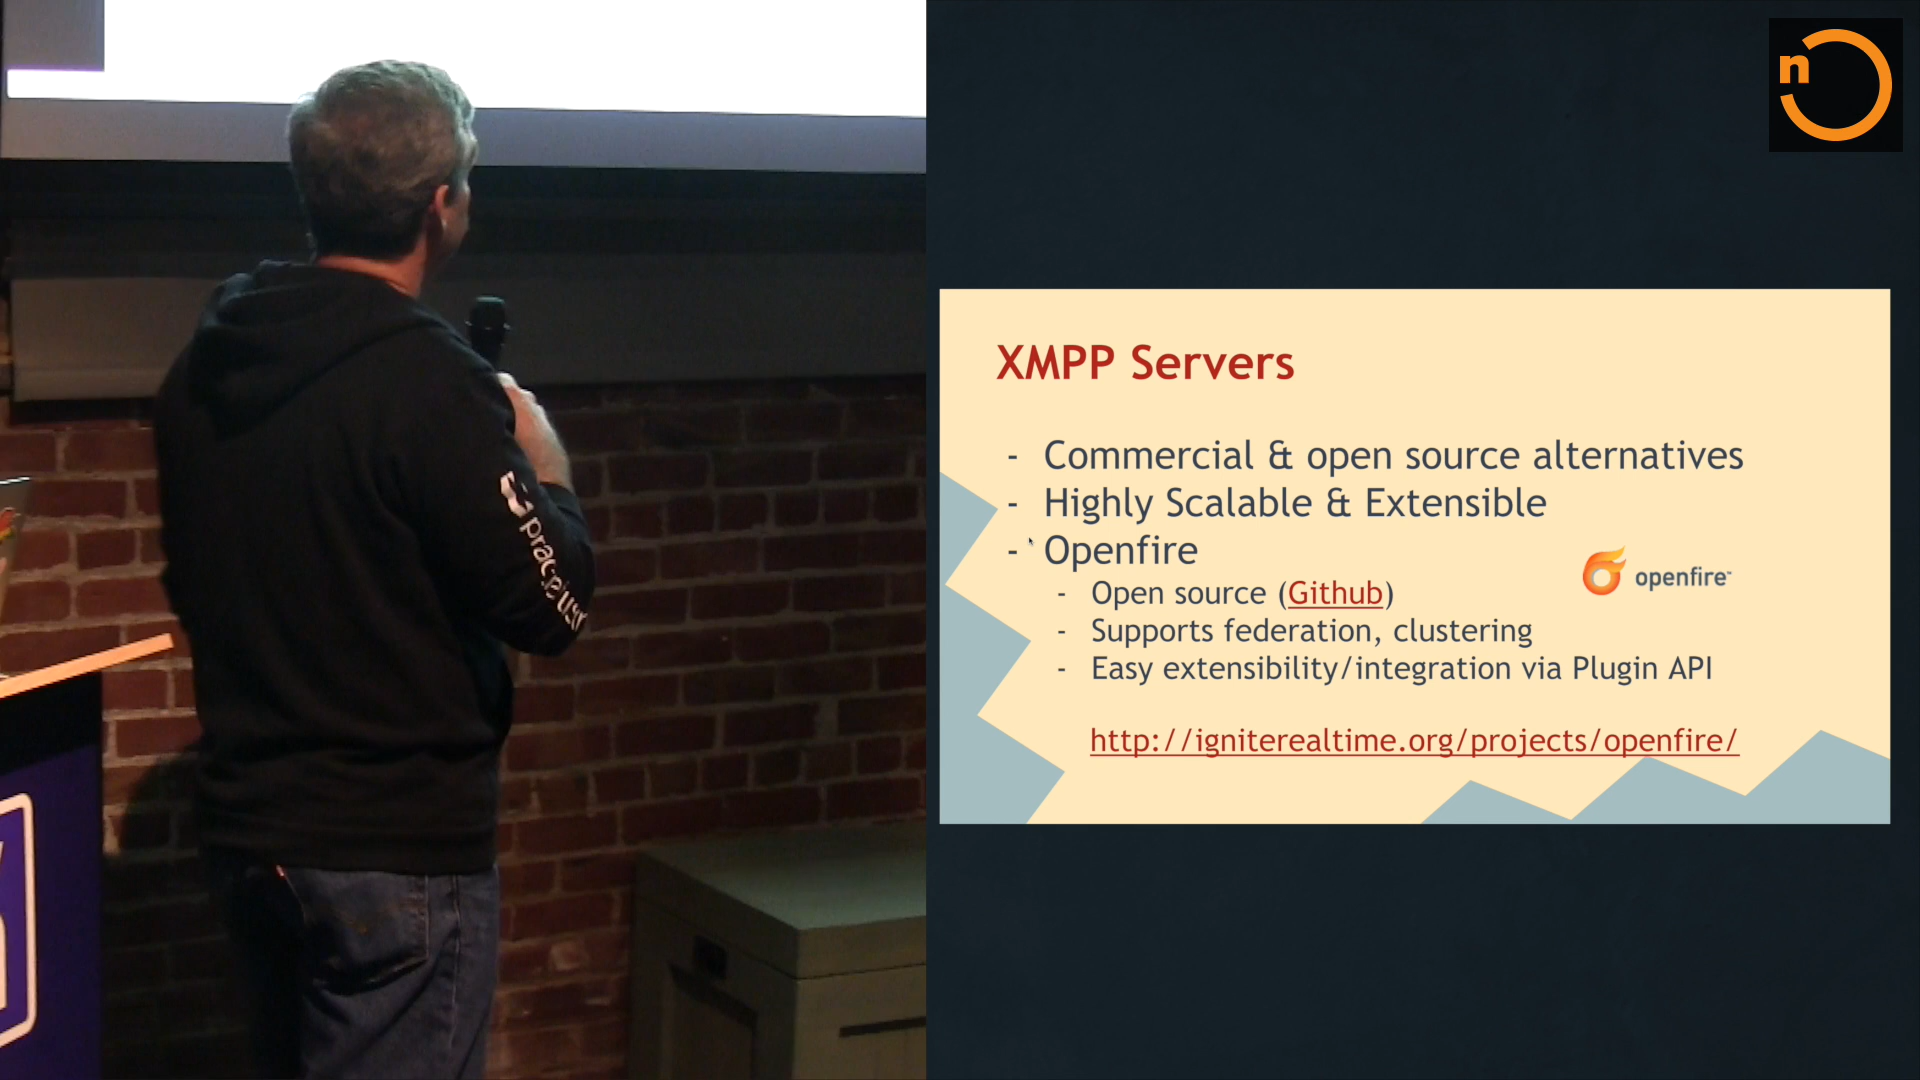 n
XMPP Servers
- Commercial & open source alternatives
- Highly Scalable & Extensible
- Openfire
- Open source (Github)
openfire™
- Supports federation, clustering
- Easy extensibility/integration via Plugin API
http://igniterealtime.org/projects/openfire/